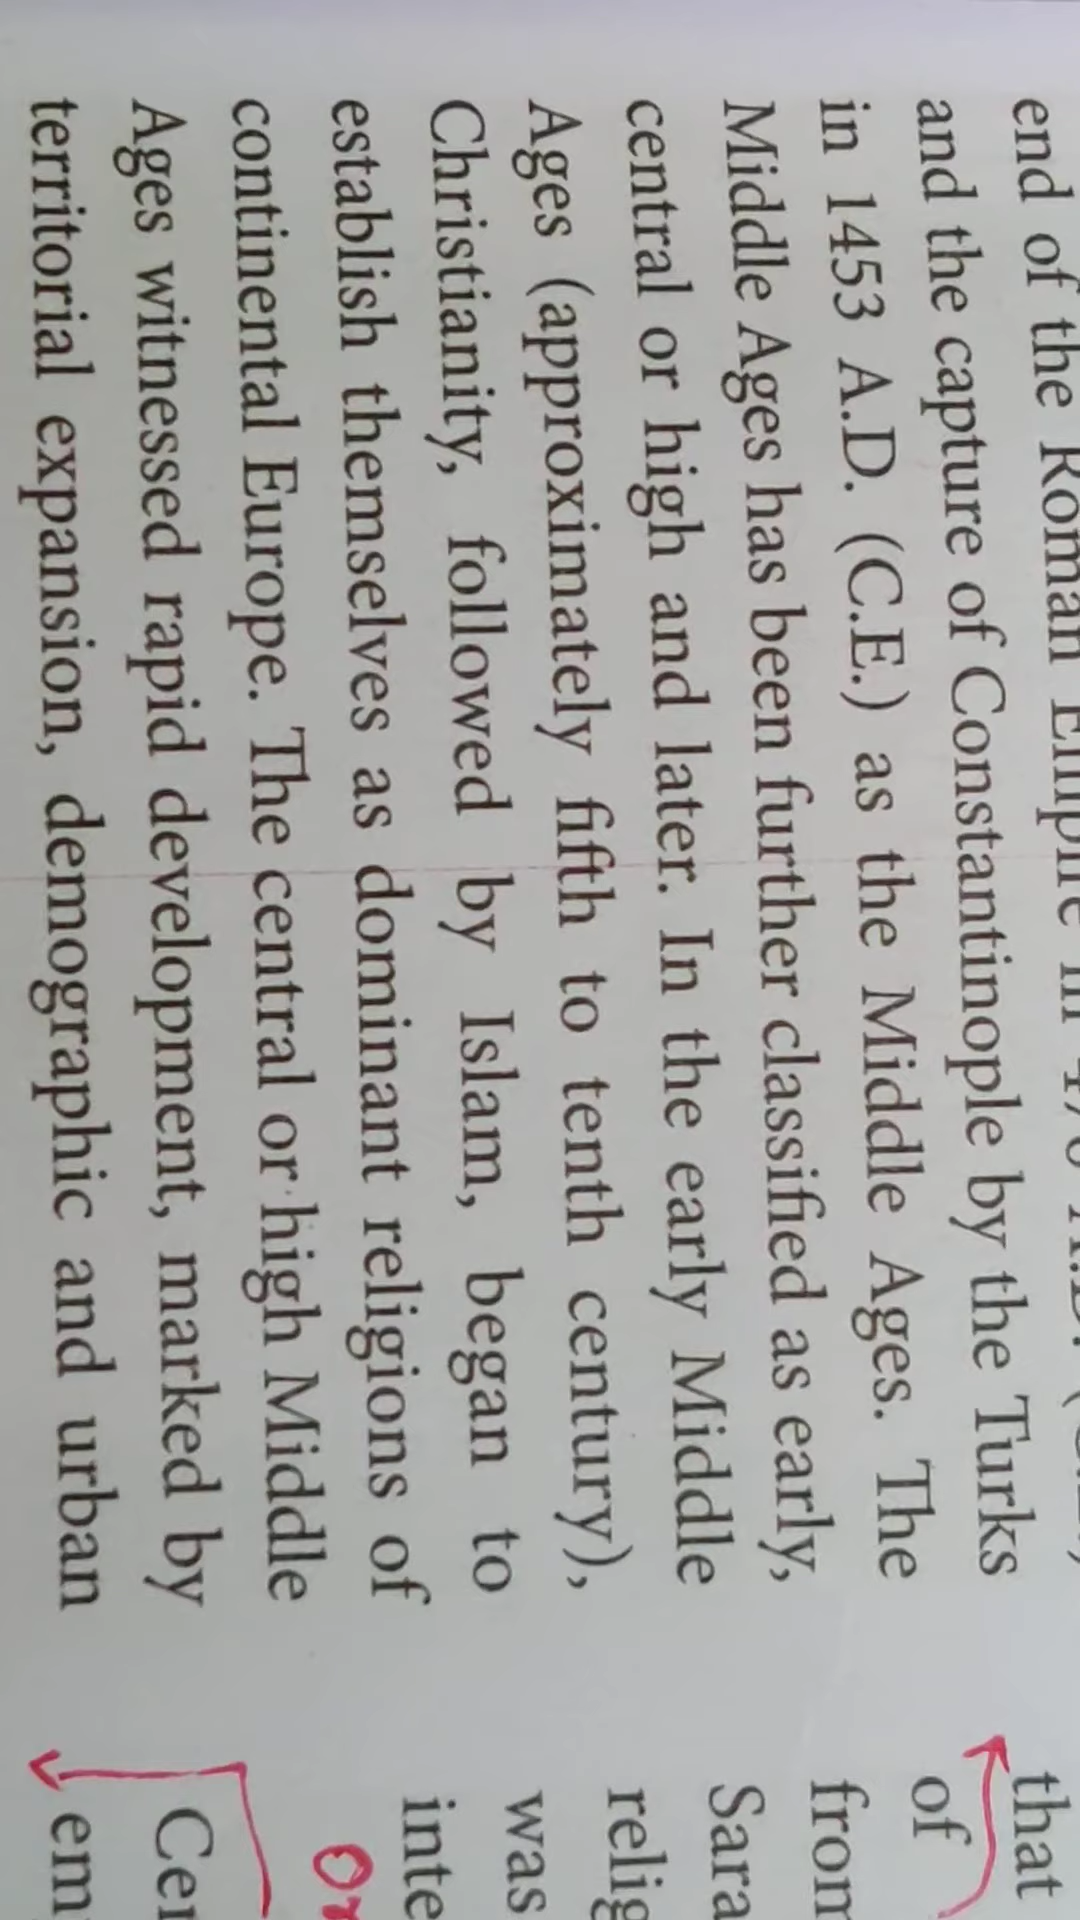 end of the Roman Empire in
and the capture of Constantinople by the Turks
in 1453 A.D. (C.E.) as the Middle Ages. The
Middle Ages has been further classified as early,
central or high and later. In the early Middle
Ages (approximately fifth to tenth century),
Christianity, followed by Islam, began to
establish themselves as dominant religions of
continental Europe. The central or high Middle
Ages witnessed rapid development, marked by
territorial expansion, demographic and urban
that
of
from
Sara
relig
was
inte
or
Cen
em